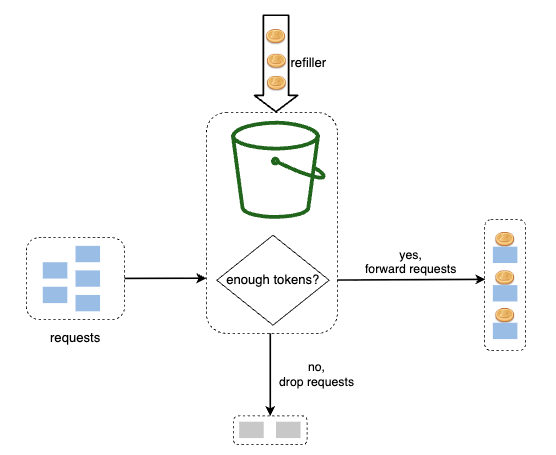 refiller
enough tokens?
yes,
forward requests
requests
no,
drop requests